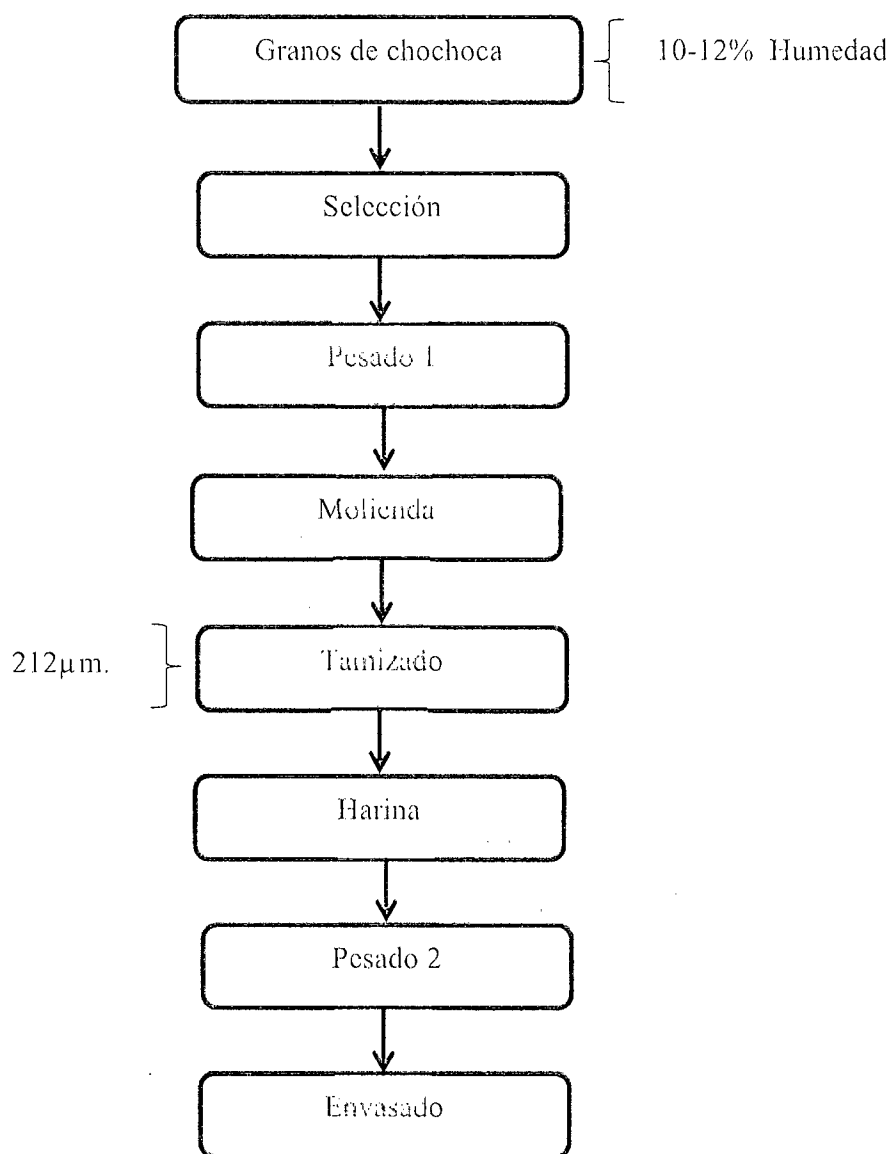 Granos de chochoca
10-12% Humedad
Selección
Pesado 1
Molienda
212µm.
Tamizado
Harina
Pesado 2
Envasado